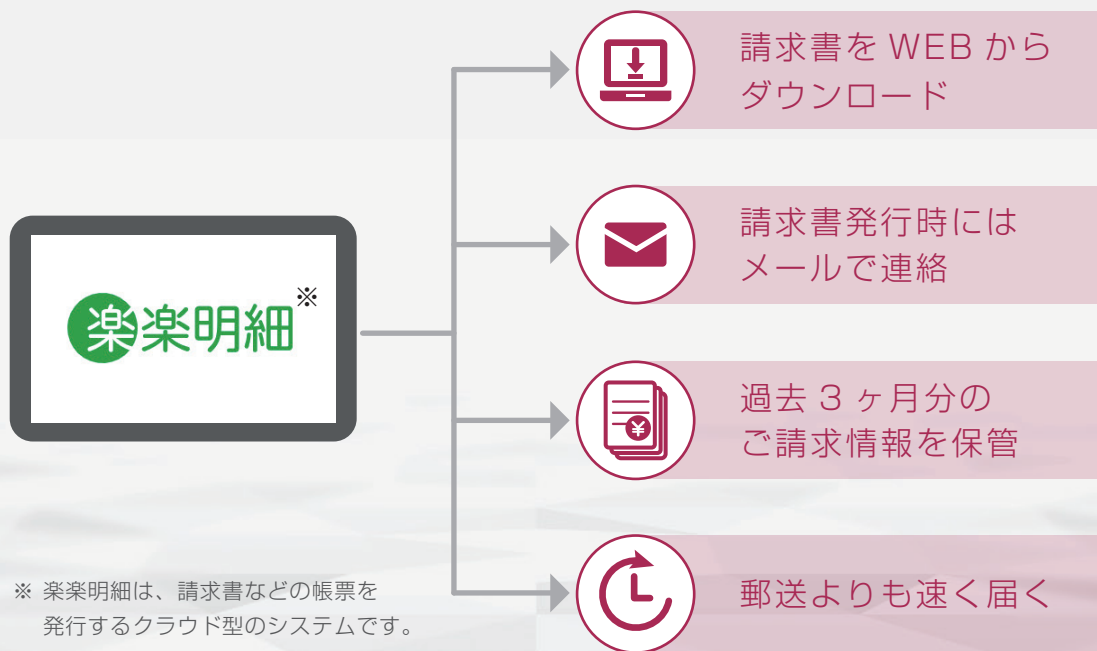 請求書を WEB から
ダウンロード
請求書発行時には
メールで連絡
楽楽明細※
過去 3 ヶ月分の
ご請求情報を保管
郵送よりも速く届く
※ 楽楽明細は、請求書などの帳票を
発行するクラウド型のシステムです。